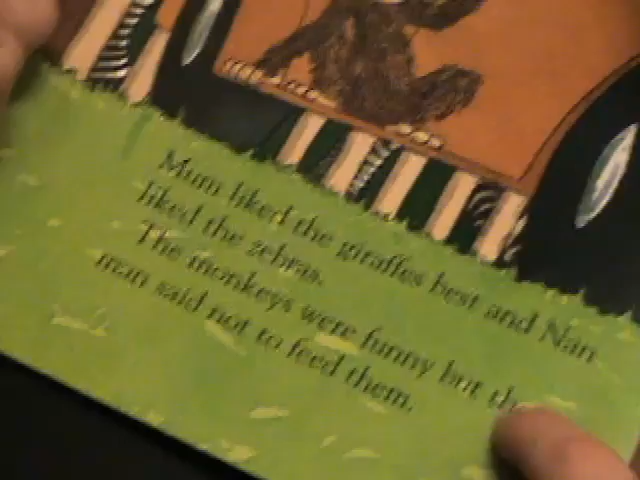 Mum liked the giraffes best and Nan
liked the zebras.
The monkeys were funny but the
man said not to feed them.